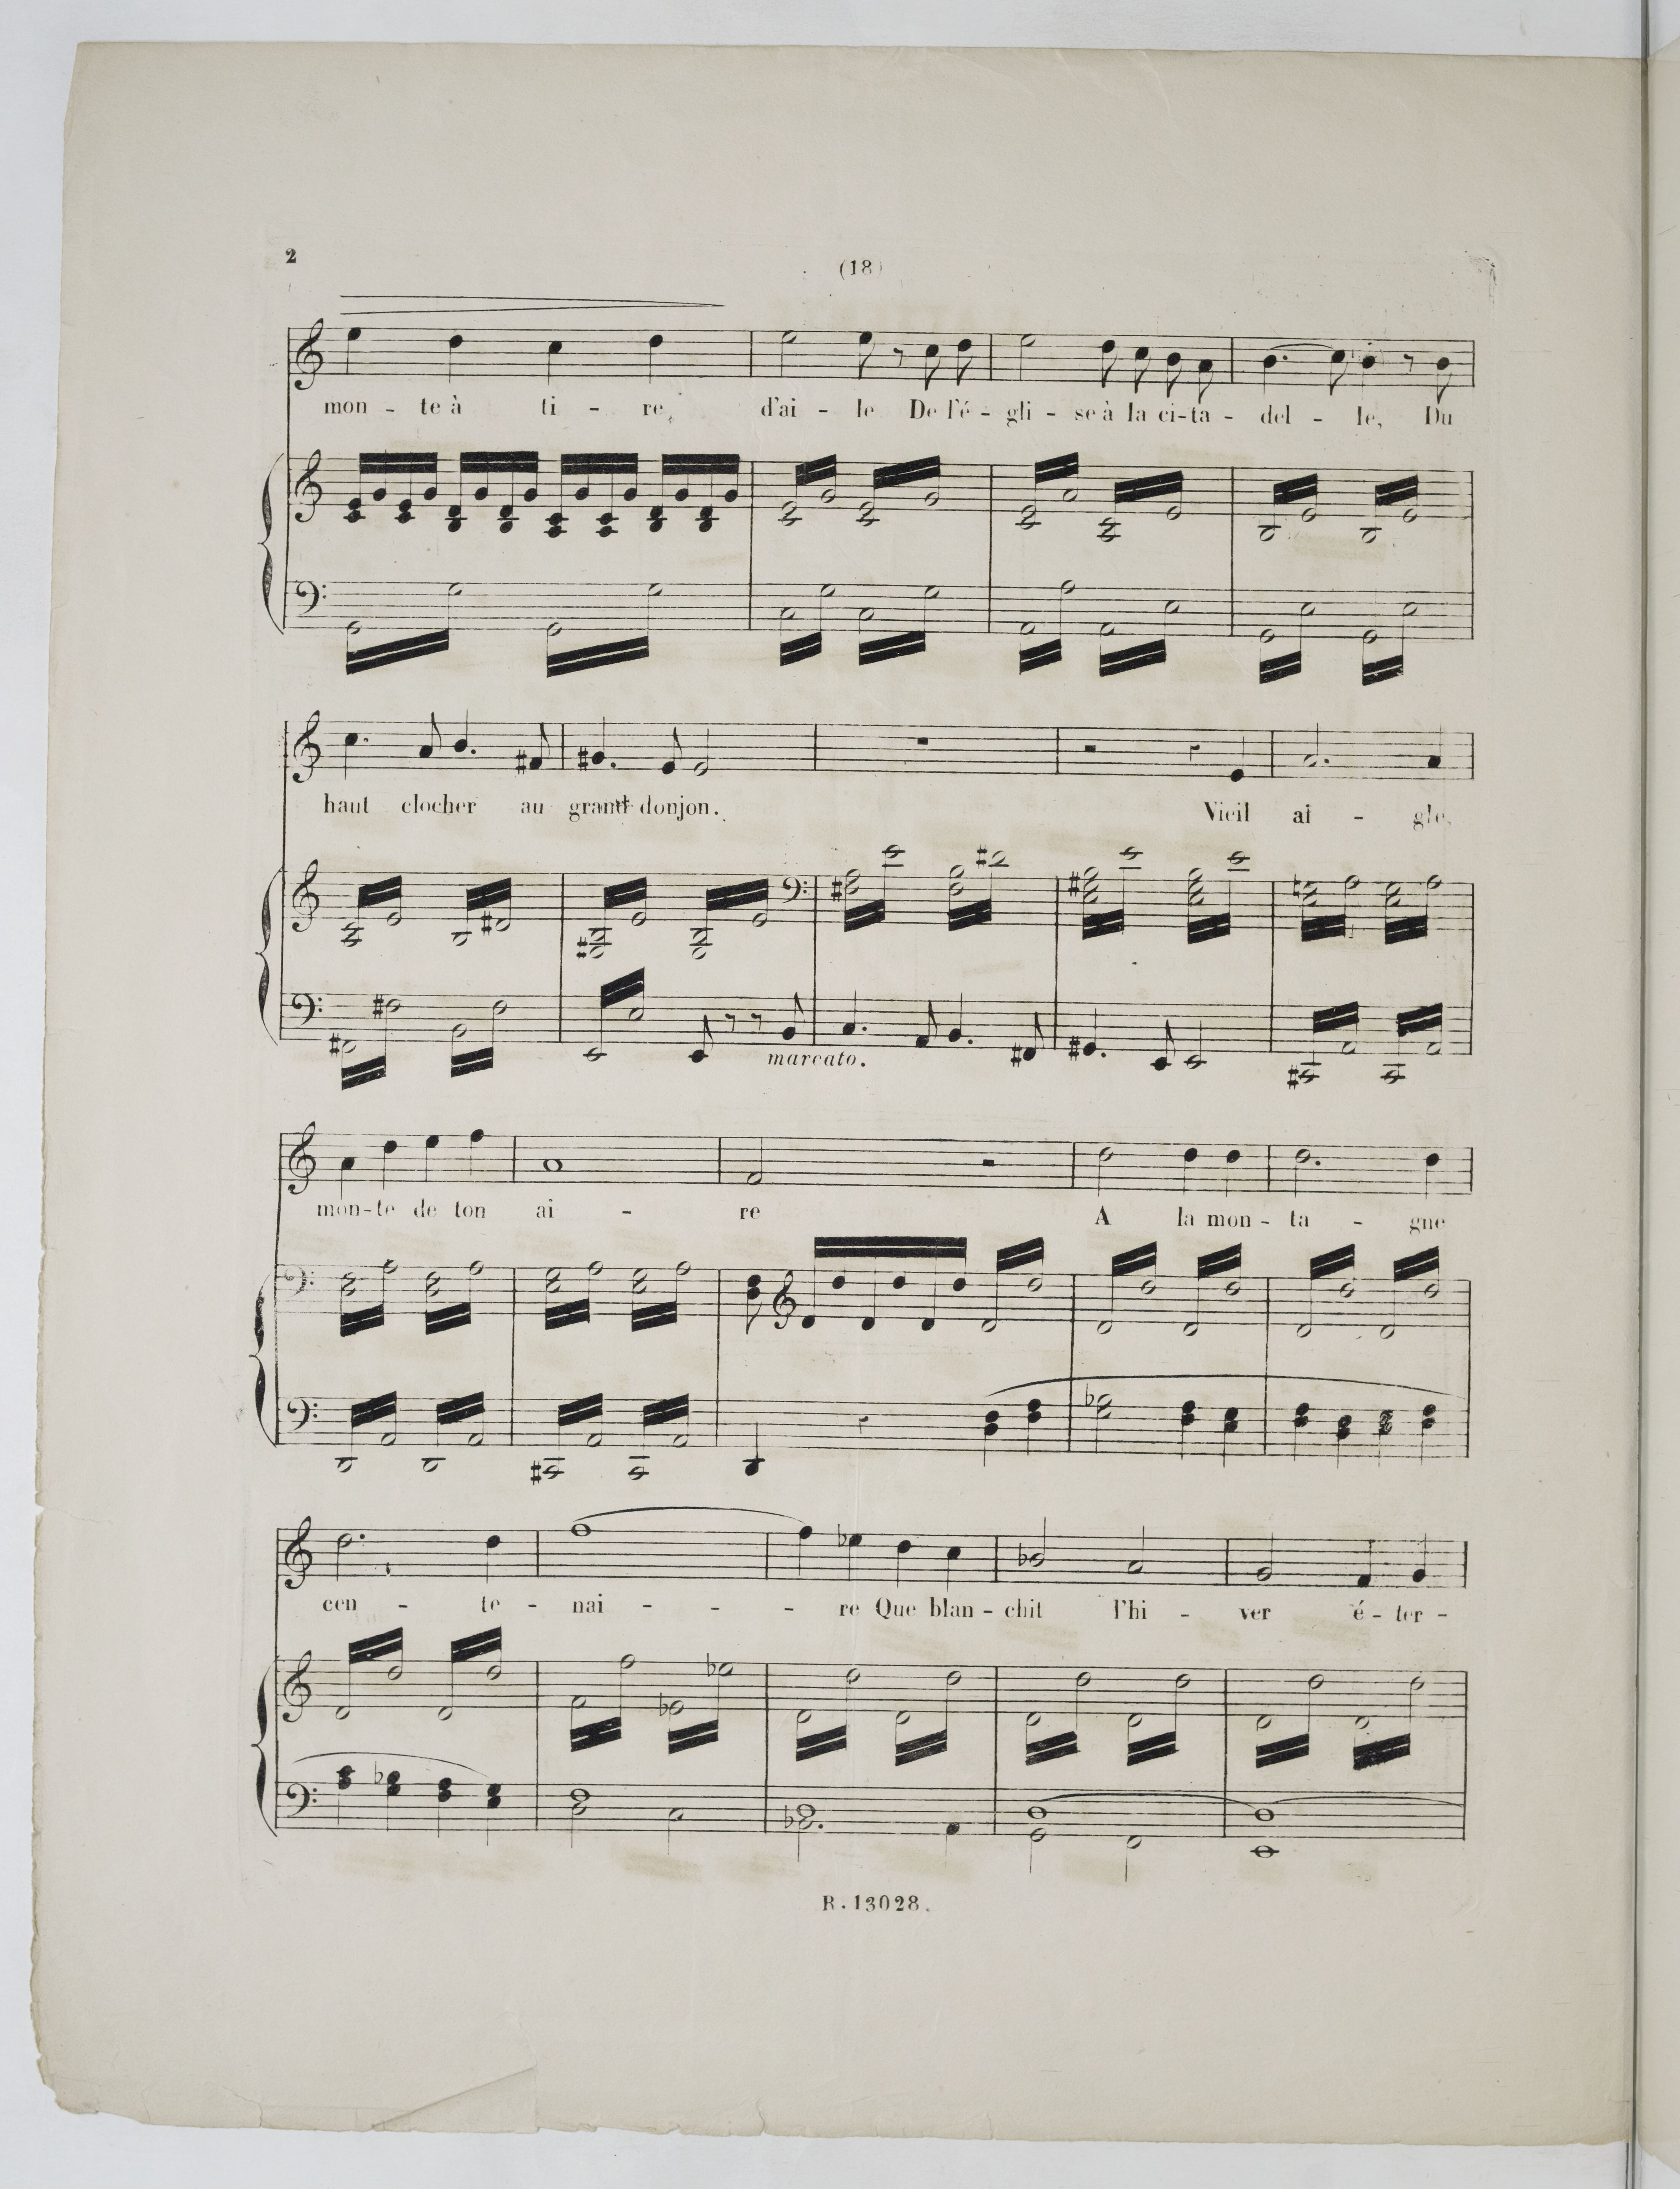 2
(18)
mon - te à ti - re, d'ai - le De l'é - gli - se à la ci - ta - del - le, Du
haut clocher au grand donjon. Vieil ai - gle,
marcato.
mon - te de ton ai - re A la mon - ta - gne
cen - te - nai - - - re Que blan - chit l'hi - ver é - ter -
R. 13028.